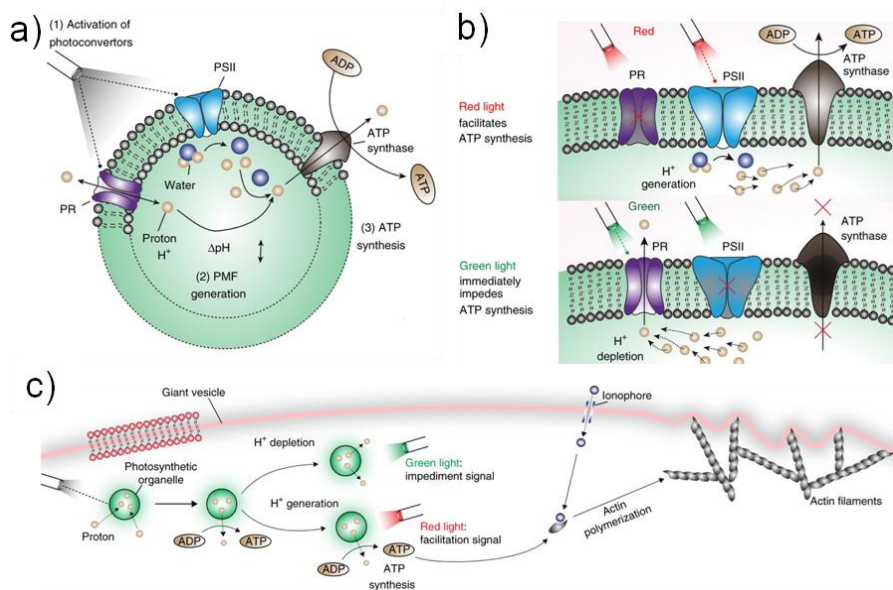 a)
(1) Activation of
photoconvertors
PSII
ADP
ATP
synthase
ATP
Water
PR
Proton
H+
ΔpH
(2) PMF
generation
(3) ATP
synthesis
b)
Red
ADP
ATP
PR
PSII
ATP
synthase
Red light
facilitates
ATP synthesis
H+
generation
Green
PR
PSII
ATP
synthase
Green light
immediately
impedes
ATP synthesis
H+
depletion
c)
Giant vesicle
Ionophore
H+ depletion
Photosynthetic
organelle
Green light:
impediment signal
H+ generation
Proton
ADP
ATP
Red light:
facilitation signal
ADP
ATP
ATP
synthesis
Actin
polymerization
Actin filaments